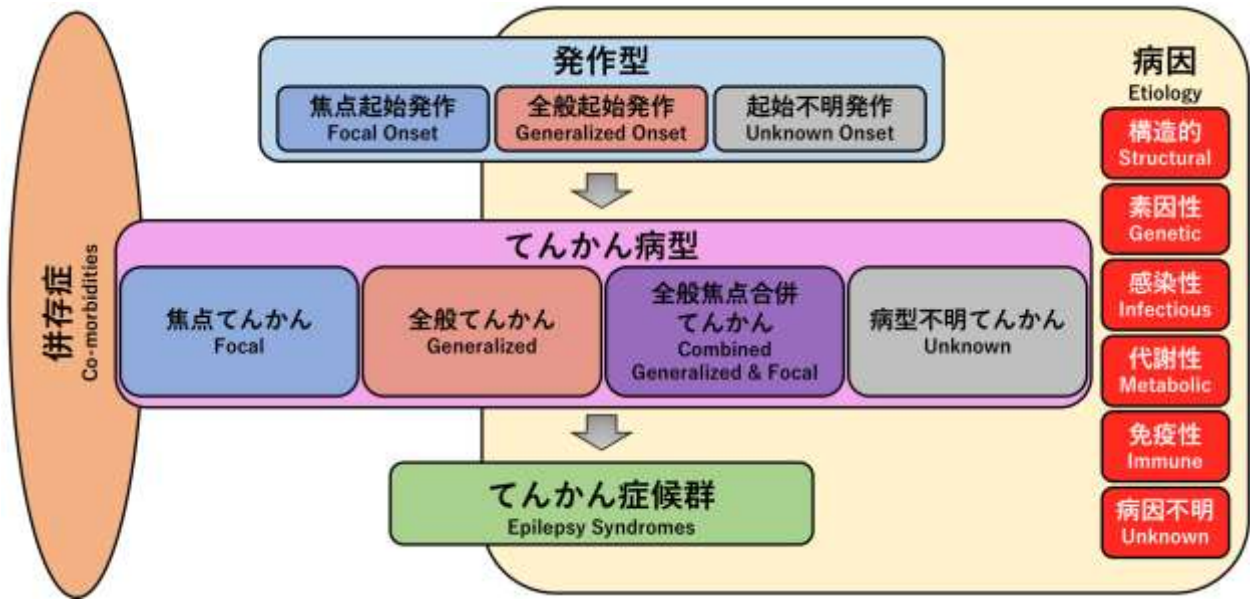 発作型
焦点起始発作
Focal Onset
全般起始発作
Generalized Onset
起始不明発作
Unknown Onset
てんかん病型
焦点てんかん
Focal
全般てんかん
Generalized
全般焦点合併
てんかん
Combined
Generalized & Focal
病型不明てんかん
Unknown
てんかん症候群
Epilepsy Syndromes
併存症
Co-morbidities
病因
Etiology
構造的
Structural
素因性
Genetic
感染性
Infectious
代謝性
Metabolic
免疫性
Immune
病因不明
Unknown